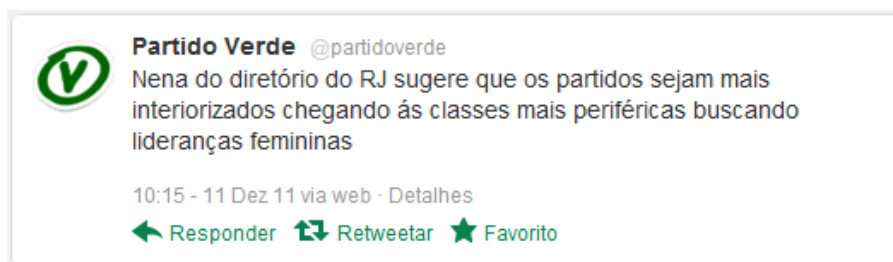 Partido Verde @partidoverde
Nena do diretório do RJ sugere que os partidos sejam mais
interiorizados chegando ás classes mais periféricas buscando
lideranças femininas
10:15 - 11 Dez 11 via web · Detalhes
Responder Retweetar Favorito